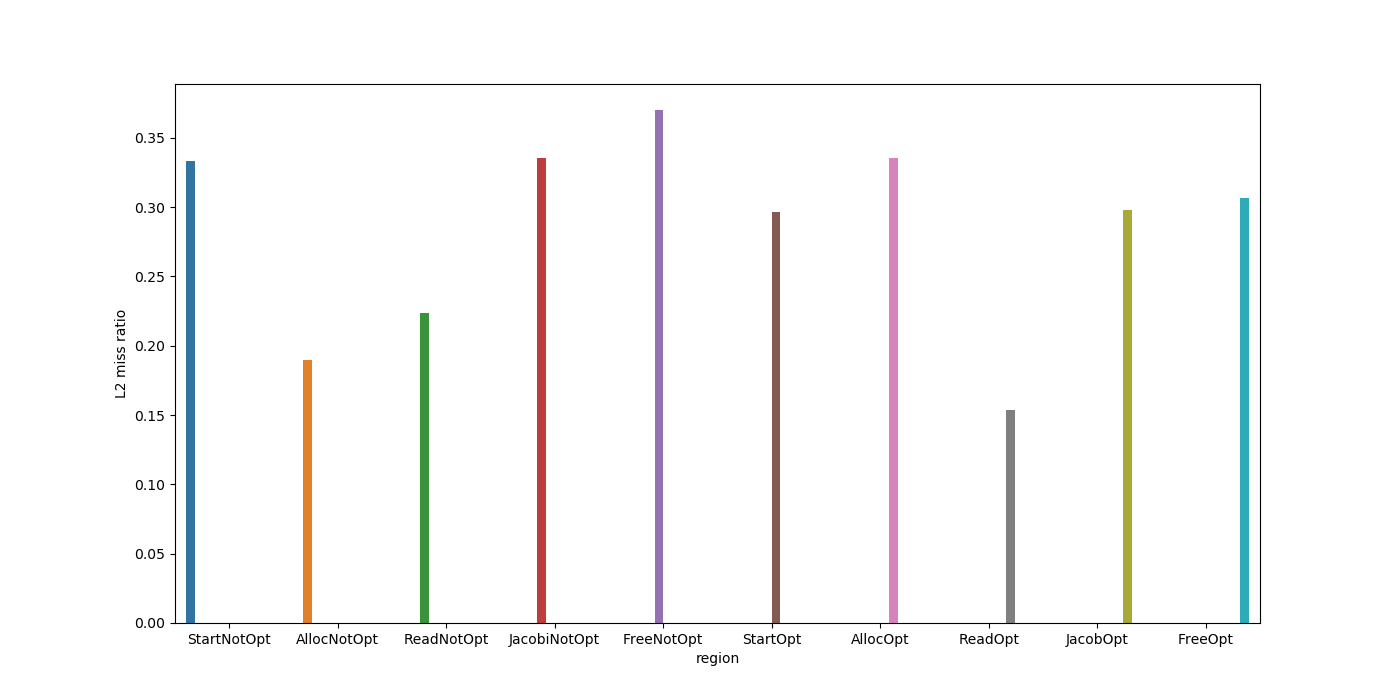 0.35
0.30
0.25
0.20
0.15
0.10
0.05
0.00
L2 miss ratio
StartNotOpt AllocNotOpt ReadNotOpt JacobiNotOpt FreeNotOpt StartOpt AllocOpt ReadOpt JacobOpt FreeOpt
region